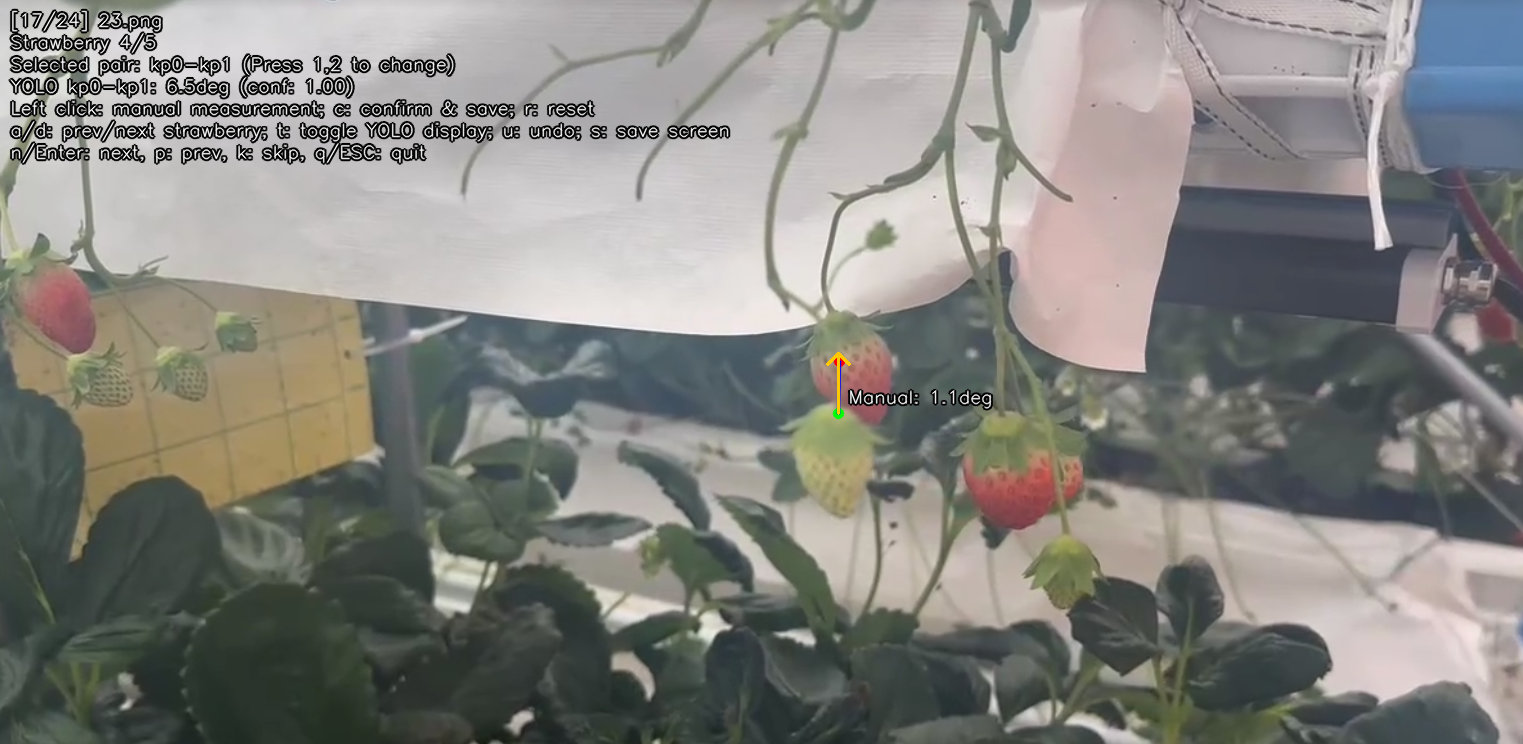 [17/24] 23.png
Strawberry 4/5
Selected pair: kp0-kp1 (Press 1,2 to change)
YOLO kp0-kp1: 6.5deg (conf: 1.00)
Left click: manual measurement; c: confirm & save; r: reset
a/d: prev/next strawberry; t: toggle YOLO display; u: undo; s: save screen
n/Enter: next, p: prev, k: skip, q/ESC: quit
Manual: 1.1deg